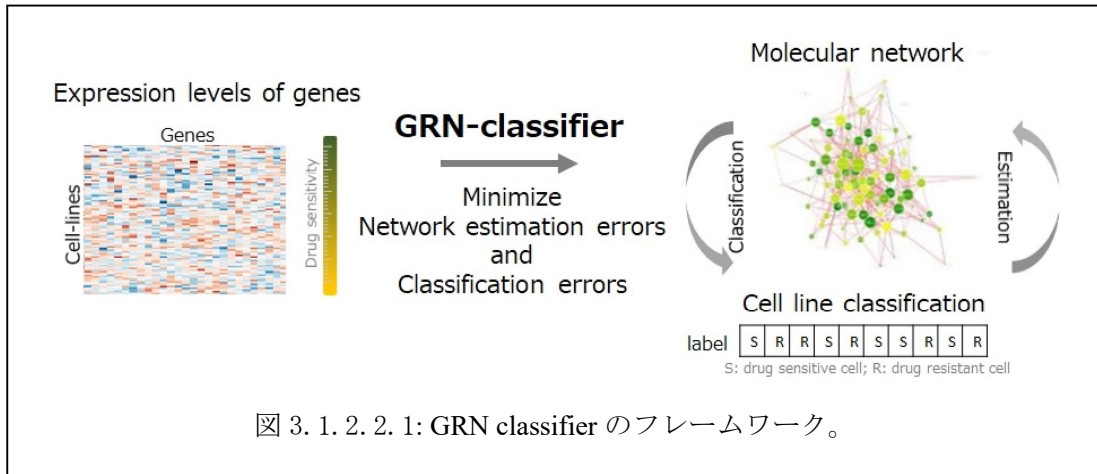 Expression levels of genes
Genes
Cell-lines
Drug sensitivity
GRN-classifier
Minimize
Network estimation errors
and
Classification errors
Molecular network
Classification
Estimation
Cell line classification
label S R R S R S S R S R
S: drug sensitive cell; R: drug resistant cell
図 3.1.2.2.1: GRN classifier のフレームワーク。